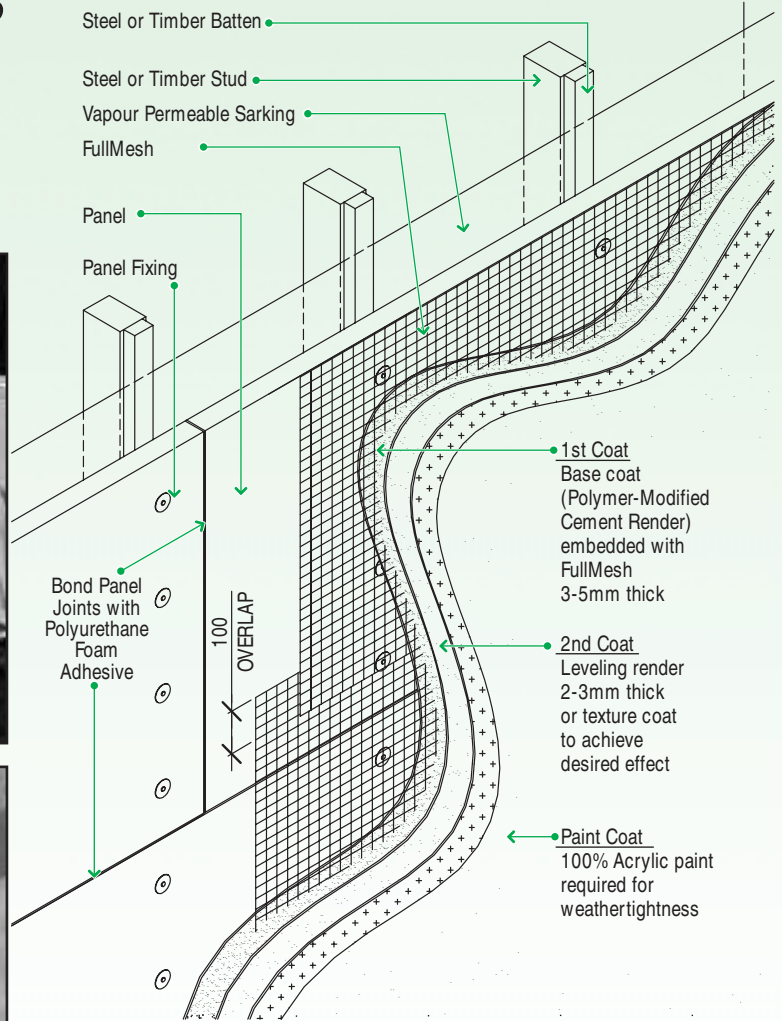 Steel or Timber Batten
Steel or Timber Stud
Vapour Permeable Sarking
FullMesh
Panel
Panel Fixing
Bond Panel
Joints with
Polyurethane
Foam
Adhesive
100
OVERLAP
1st Coat
Base coat
(Polymer-Modified
Cement Render)
embedded with
FullMesh
3-5mm thick
2nd Coat
Leveling render
2-3mm thick
or texture coat
to achieve
desired effect
Paint Coat
100% Acrylic paint
required for
weathertightness